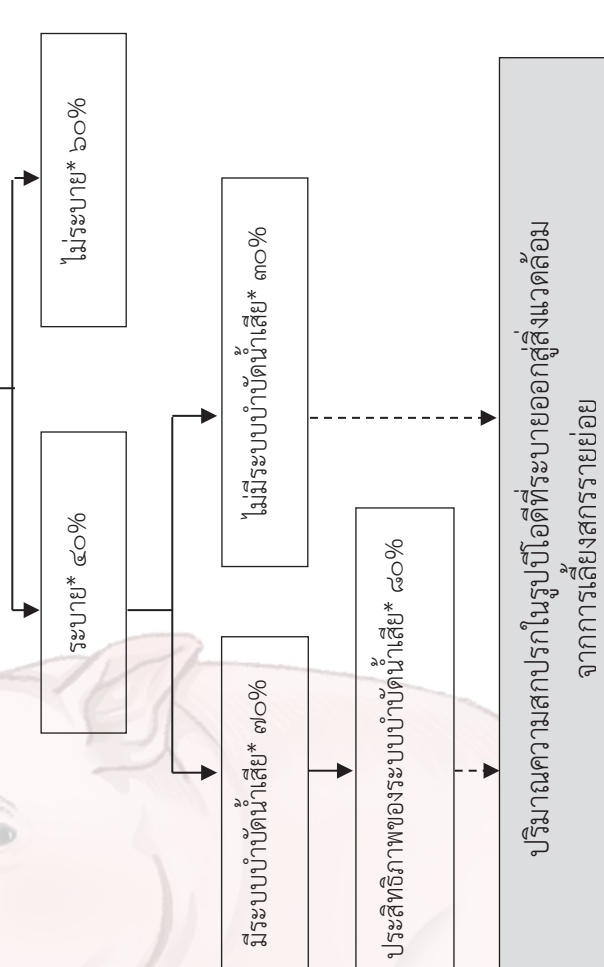 ไม่ระบาย* ๖๐%
ระบาย* ๔๐%
ไม่มีระบบบำบัดน้ำเสีย* ๓๐%
มีระบบบำบัดน้ำเสีย* ๗๐%
ประสิทธิภาพของระบบบำบัดน้ำเสีย* ๘๐%
ปริมาณความสกปรกในรูปบีโอดีที่ระบายออกสู่สิ่งแวดล้อม
จากการเลี้ยงสุกรรายย่อย